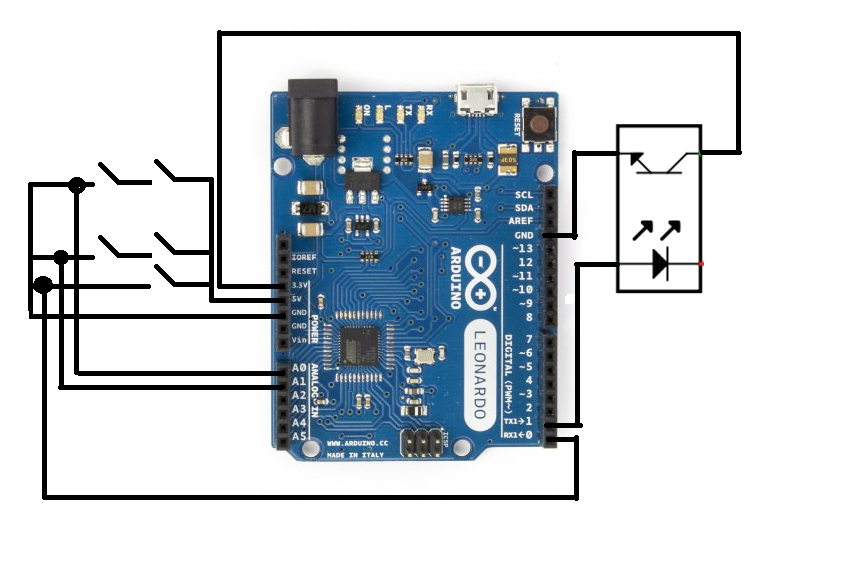 ON
L
TX
RX
RESET
SCL
SDA
AREF
GND
~13
12
~11
~10
~9
8
7
~6
~5
4
~3
2
TX1→1
RX1←0
DIGITAL (PWM~)
ARDUINO
LEONARDO
IOREF
RESET
3.3V
5V
GND
GND
Vin
POWER
A0
A1
A2
A3
A4
A5
ANALOG IN
ICSP
WWW.ARDUINO.CC
MADE IN ITALY